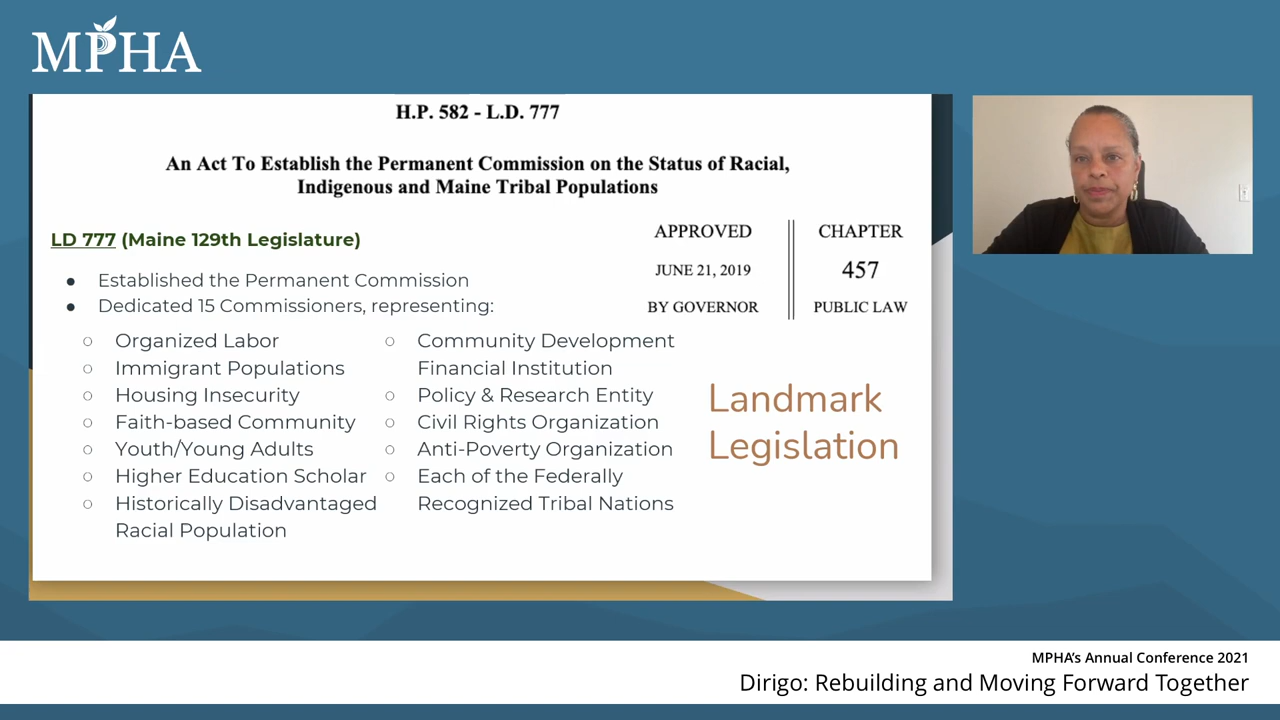 MPHA
H.P. 582 - L.D. 777
An Act To Establish the Permanent Commission on the Status of Racial,
Indigenous and Maine Tribal Populations
LD 777 (Maine 129th Legislature)
● Established the Permanent Commission
● Dedicated 15 Commissioners, representing:
○ Organized Labor
○ Immigrant Populations
○ Housing Insecurity
○ Faith-based Community
○ Youth/Young Adults
○ Higher Education Scholar
○ Historically Disadvantaged
Racial Population
○ Community Development
Financial Institution
○ Policy & Research Entity
○ Civil Rights Organization
○ Anti-Poverty Organization
○ Each of the Federally
Recognized Tribal Nations
APPROVED
JUNE 21, 2019
BY GOVERNOR
CHAPTER
457
PUBLIC LAW
Landmark
Legislation
MPHA's Annual Conference 2021
Dirigo: Rebuilding and Moving Forward Together